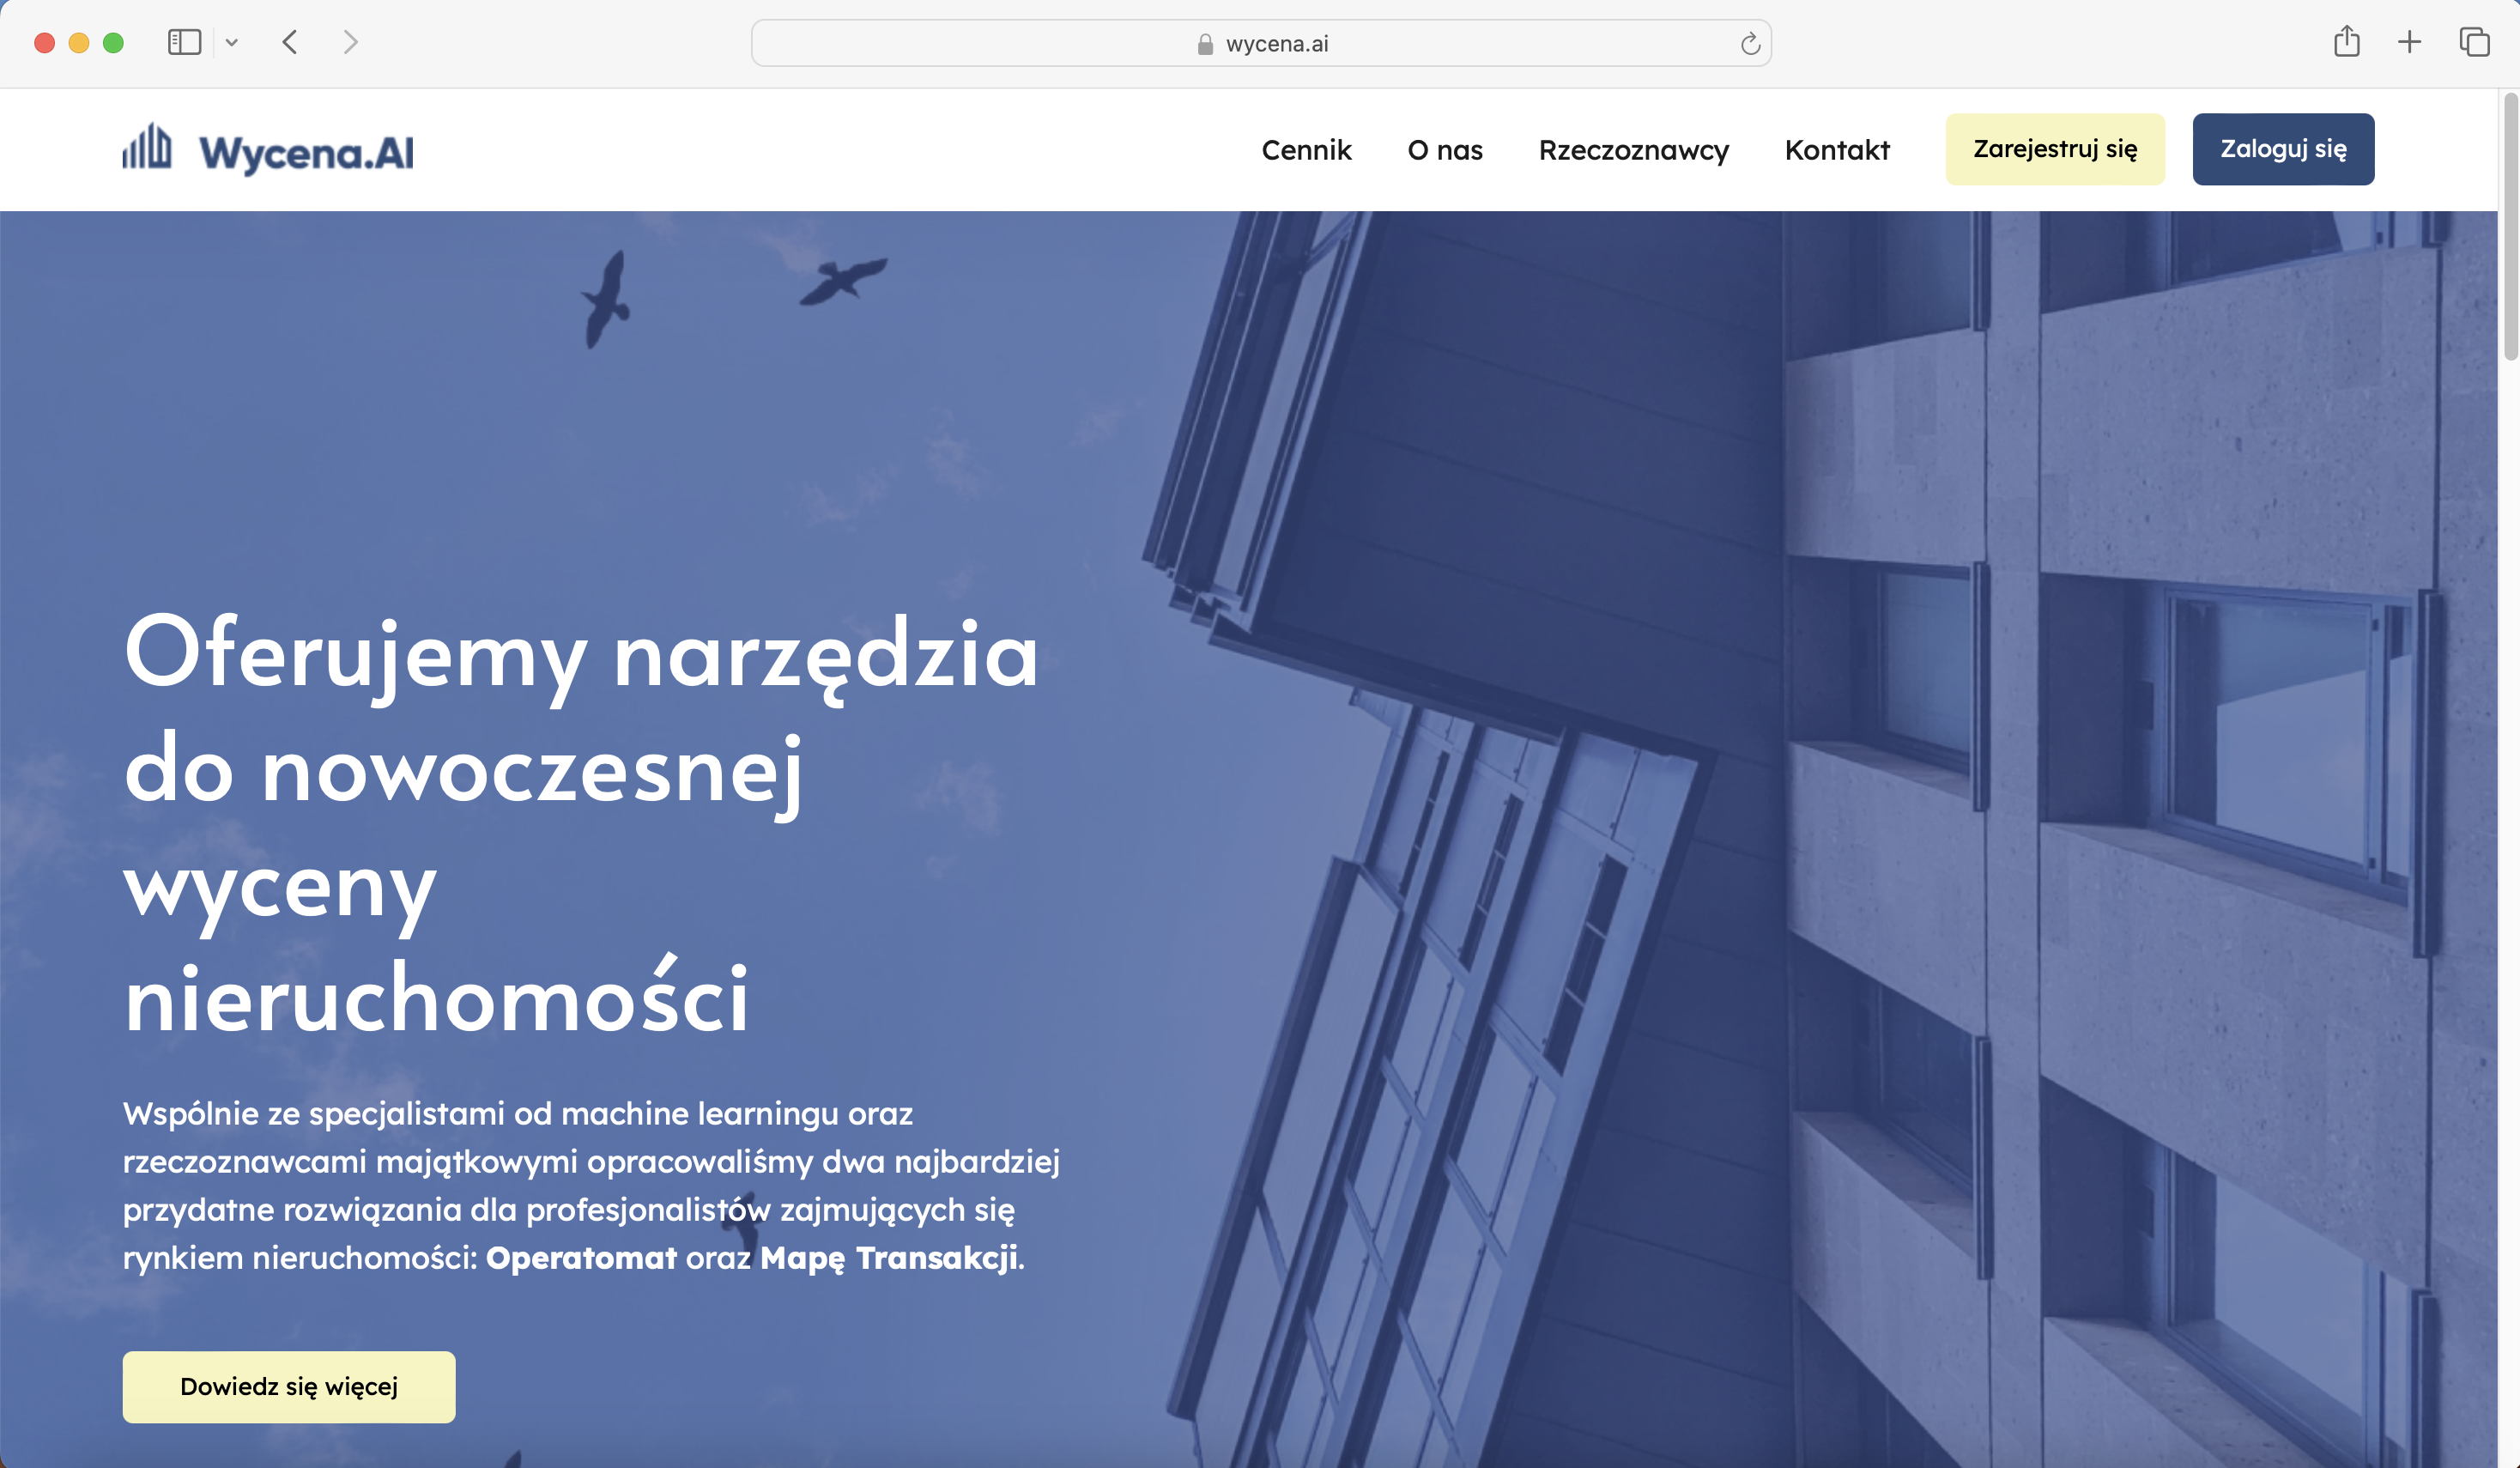 wycena.ai
Wycena.AI
Cennik
O nas
Rzeczoznawcy
Kontakt
Zarejestruj się
Zaloguj się
Oferujemy narzędzia
do nowoczesnej
wyceny
nieruchomości
Wspólnie ze specjalistami od machine learningu oraz
rzeczoznawcami majątkowymi opracowaliśmy dwa najbardziej
przydatne rozwiązania dla profesjonalistów zajmujących się
rynkiem nieruchomości: Operatomat oraz Mapę Transakcji.
Dowiedz się więcej